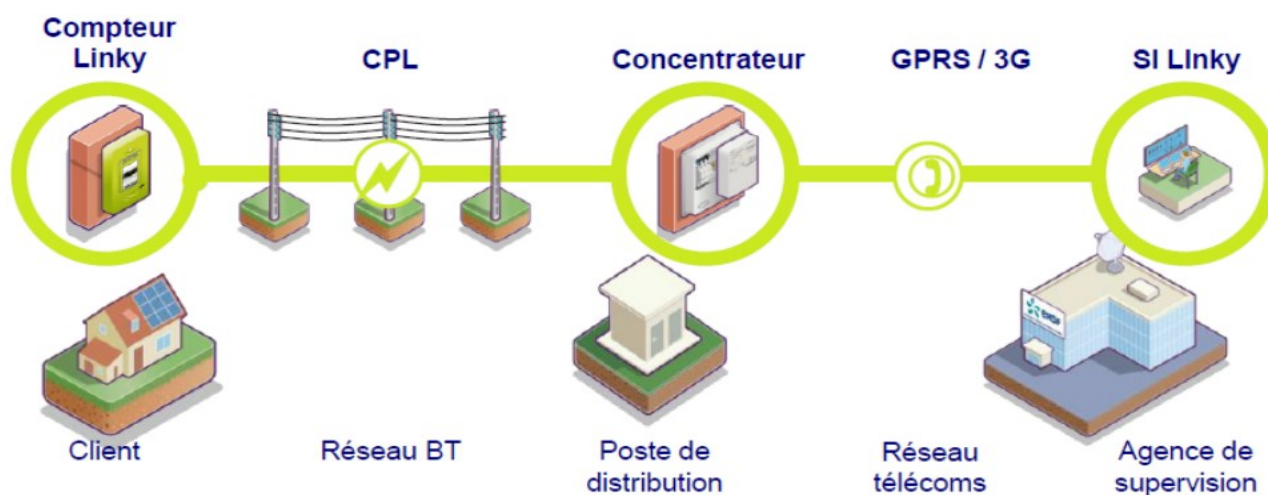 Compteur
Linky
CPL
Concentrateur
GPRS / 3G
SI LInky
Client
Réseau BT
Poste de
distribution
Réseau
télécoms
Agence de
supervision